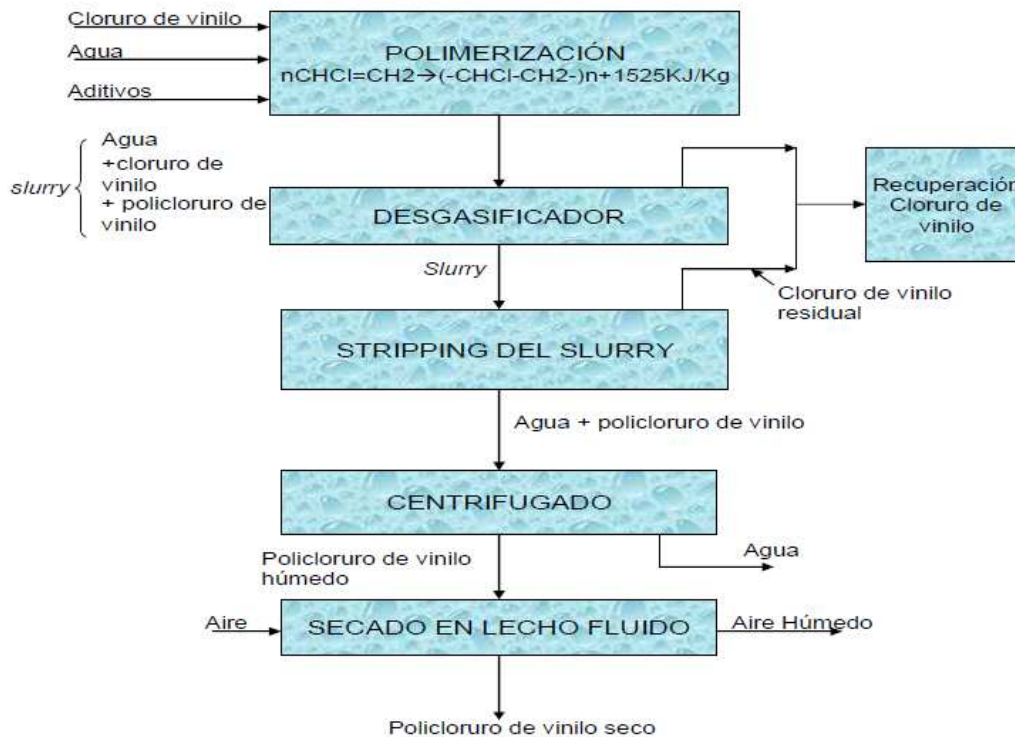 Cloruro de vinilo
Agua
Aditivos
POLIMERIZACIÓN
nCHCl=CH2→(-CHCl-CH2-)n+1525KJ/Kg
slurry
Agua
+cloruro de
vinilo
+ policloruro de
vinilo
DESGASIFICADOR
Recuperación
Cloruro de
vinilo
Slurry
Cloruro de vinilo
residual
STRIPPING DEL SLURRY
Agua + policloruro de vinilo
CENTRIFUGADO
Policloruro de vinilo
húmedo
Agua
Aire
SECADO EN LECHO FLUIDO
Aire Húmedo
Policloruro de vinilo seco